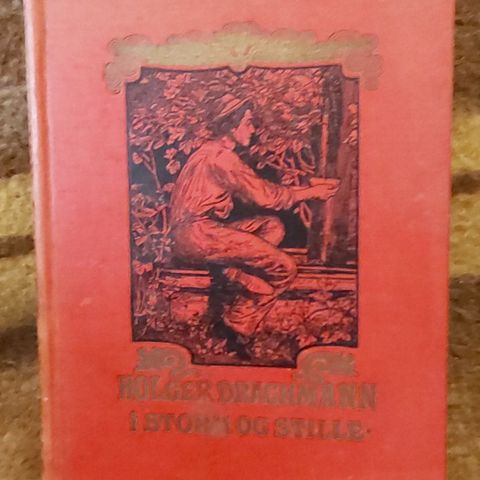 HOLGER DRACHMANN
I STORM OG STILLE·